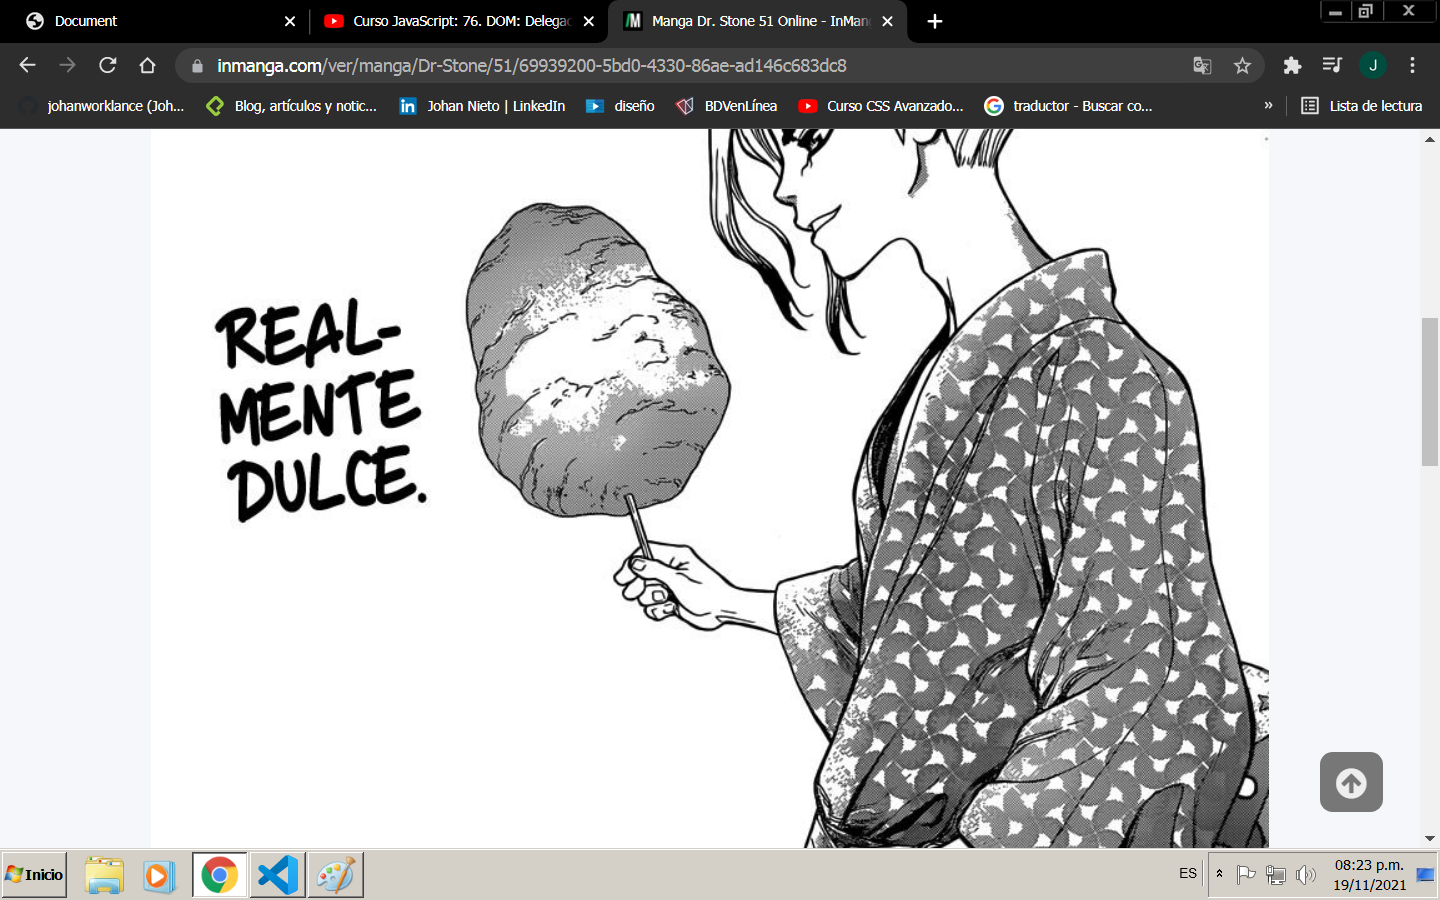 Document
Curso JavaScript: 76. DOM: Delega
Manga Dr. Stone 51 Online - InMan
inmanga.com/ver/manga/Dr-Stone/51/69939200-5bd0-4330-86ae-ad146c683dc8
J
johanworklance (Joh...
Blog, artículos y notic...
Johan Nieto | LinkedIn
diseño
BDVenLínea
Curso CSS Avanzado...
traductor - Buscar co...
»
Lista de lectura
REAL-
MENTE
DULCE.
Inicio
ES
08:23 p.m.
19/11/2021